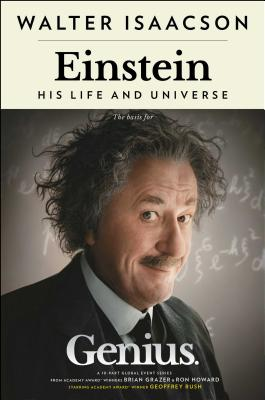 WALTER ISAACSON
Einstein
HIS LIFE AND UNIVERSE
The basis for
Genius.
A 10-PART GLOBAL EVENT SERIES
FROM ACADEMY AWARD® WINNERS BRIAN GRAZER & RON HOWARD
STARRING ACADEMY AWARD® WINNER GEOFFREY RUSH